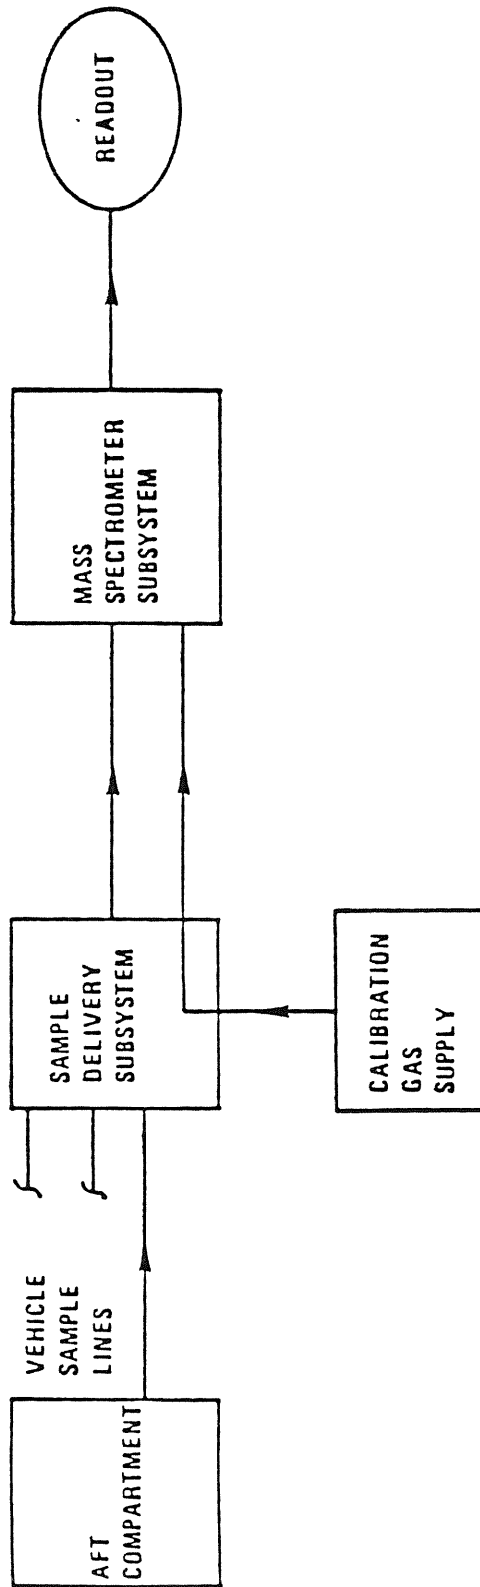 AFT
COMPARTMENT
VEHICLE
SAMPLE
LINES
SAMPLE
DELIVERY
SUBSYSTEM
CALIBRATION
GAS
SUPPLY
MASS
SPECTROMETER
SUBSYSTEM
READOUT